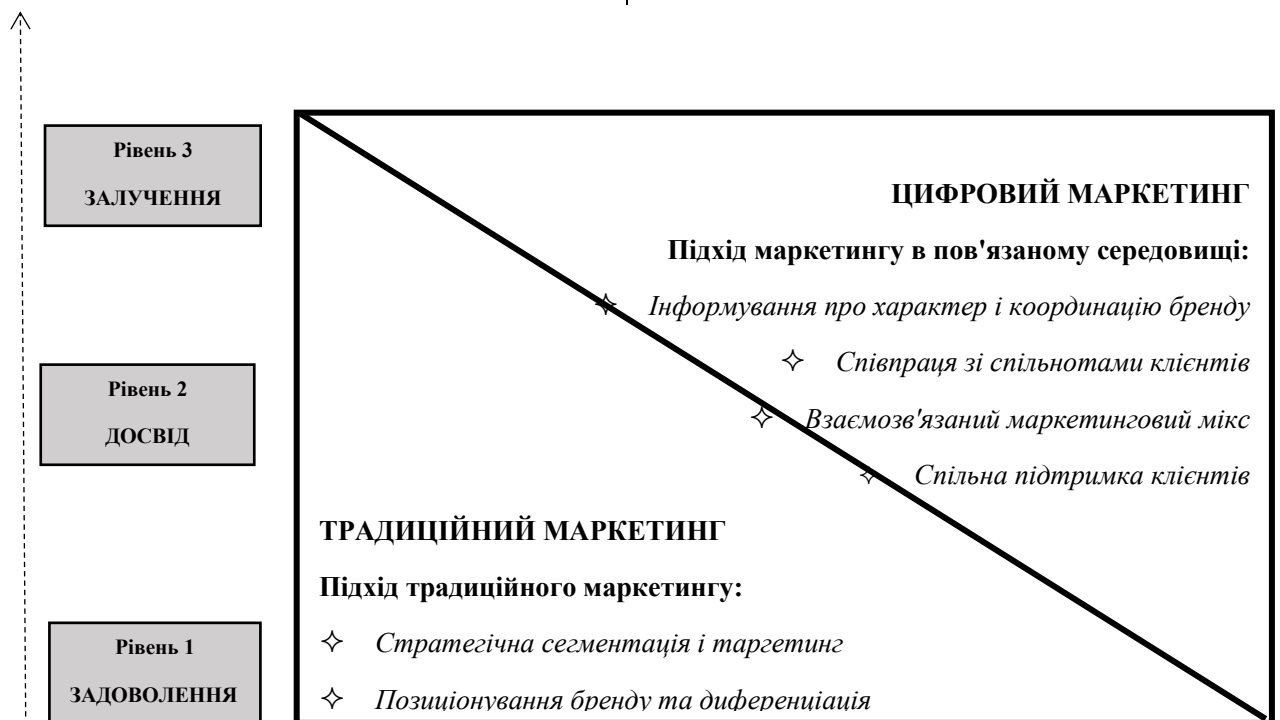 Рівень 3
ЗАЛУЧЕННЯ
Рівень 2
ДОСВІД
Рівень 1
ЗАДОВОЛЕННЯ
ЦИФРОВИЙ МАРКЕТИНГ
Підхід маркетингу в пов'язаному середовищі:
Інформування про характер і координацію бренду
Співпраця зі спільнотами клієнтів
Взаємозв'язаний маркетинговий мікс
Спільна підтримка клієнтів
ТРАДИЦІЙНИЙ МАРКЕТИНГ
Підхід традиційного маркетингу:
Стратегічна сегментація і таргетинг
Позиціонування бренду та диференціація